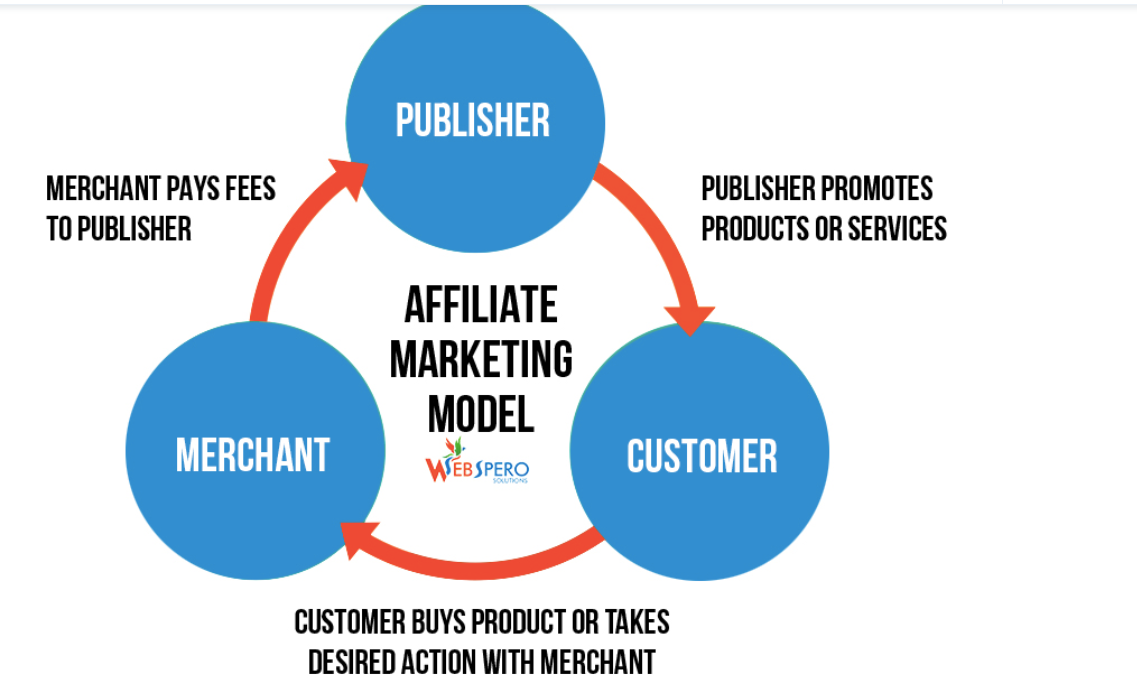 PUBLISHER
MERCHANT PAYS FEES
TO PUBLISHER
PUBLISHER PROMOTES
PRODUCTS OR SERVICES
AFFILIATE
MARKETING
MODEL
WEBSPERO
SOLUTIONS
MERCHANT
CUSTOMER
CUSTOMER BUYS PRODUCT OR TAKES
DESIRED ACTION WITH MERCHANT